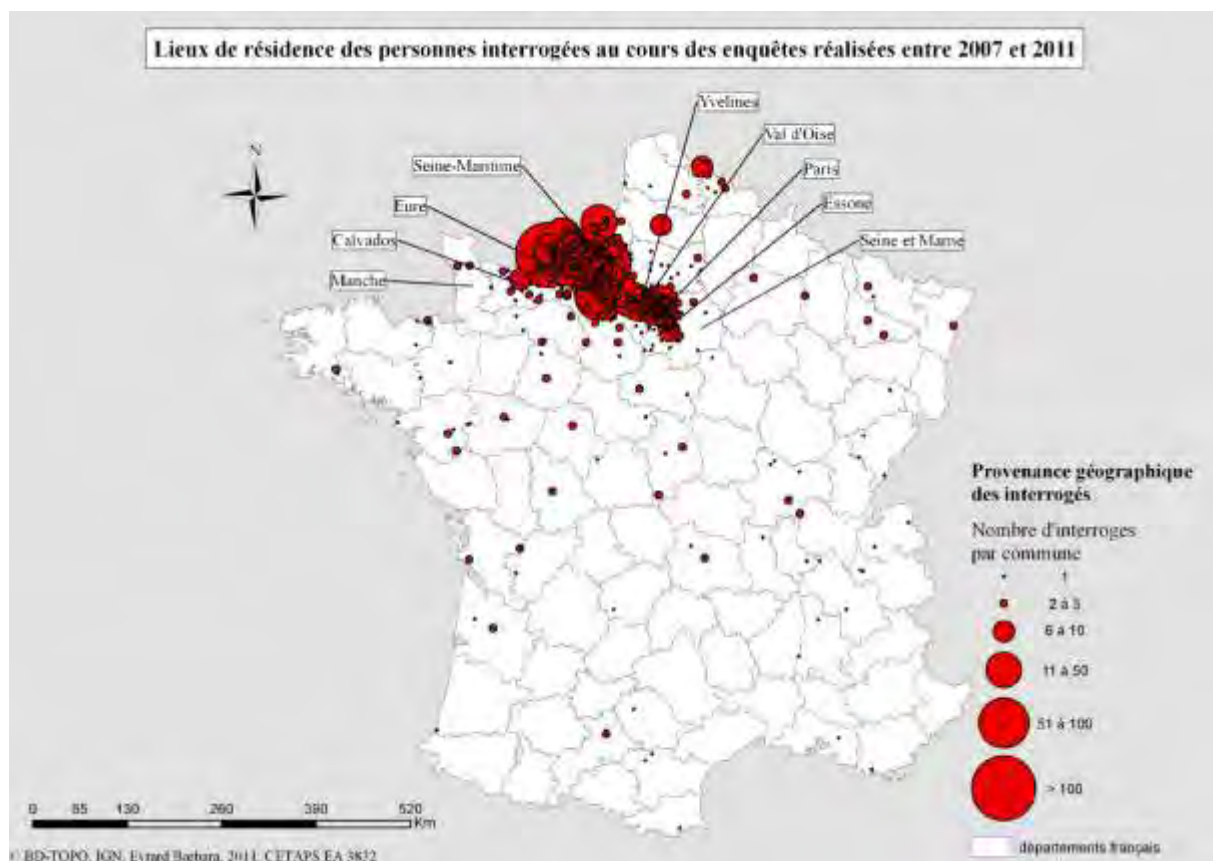 Lieux de résidence des personnes interrogées au cours des enquêtes réalisées entre 2007 et 2011
Yvelines
N
Val d'Oise
Seine-Maritime
Paris
Eure
Essone
Calvados
Seine et Marne
Manche
Provenance géographique
des interrogés
Nombre d'interroges
par commune
1
2 à 3
6 à 10
11 à 50
51 à 100
> 100
départements français
0 65 130 260 390 520
Km
© BD-TOPO, IGN, Evrard Barbara, 2011, CETAPS EA 3832